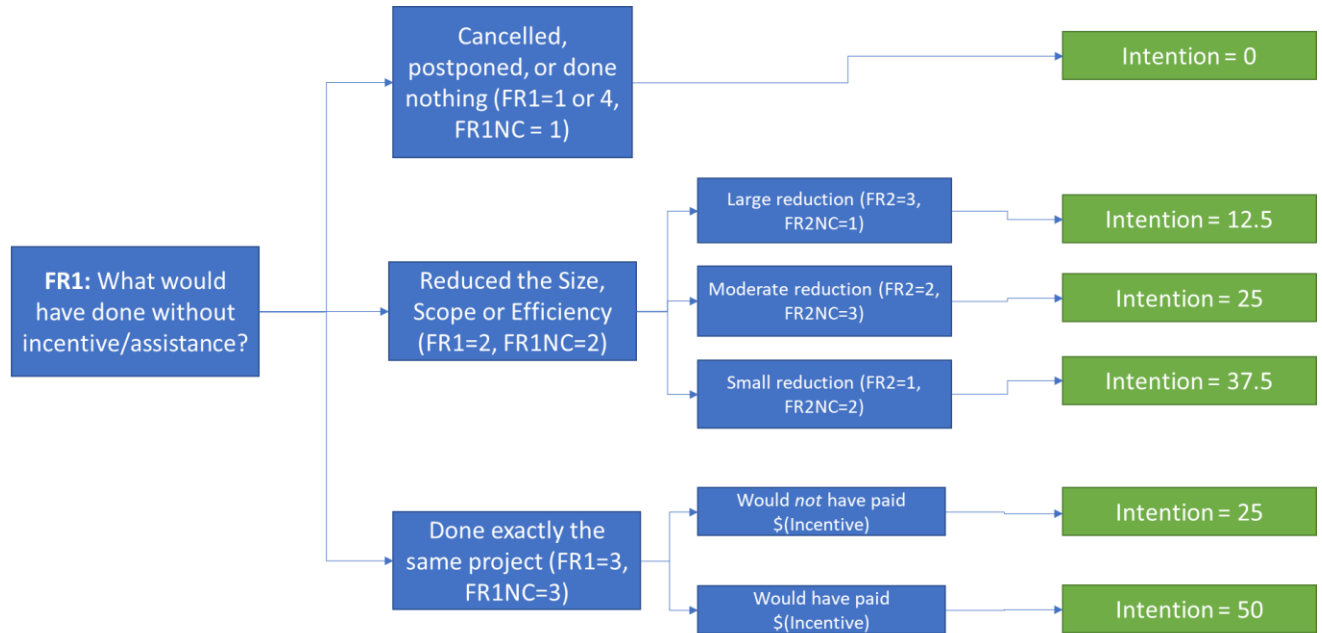 Cancelled,
postponed, or done
nothing (FR1=1 or 4,
FR1NC = 1)
Intention = 0
FR1: What would
have done without
incentive/assistance?
Reduced the Size,
Scope or Efficiency
(FR1=2, FR1NC=2)
Large reduction (FR2=3,
FR2NC=1)
Intention = 12.5
Moderate reduction (FR2=2,
FR2NC=3)
Intention = 25
Small reduction (FR2=1,
FR2NC=2)
Intention = 37.5
Done exactly the
same project (FR1=3,
FR1NC=3)
Would not have paid
$(Incentive)
Intention = 25
Would have paid
$(Incentive)
Intention = 50